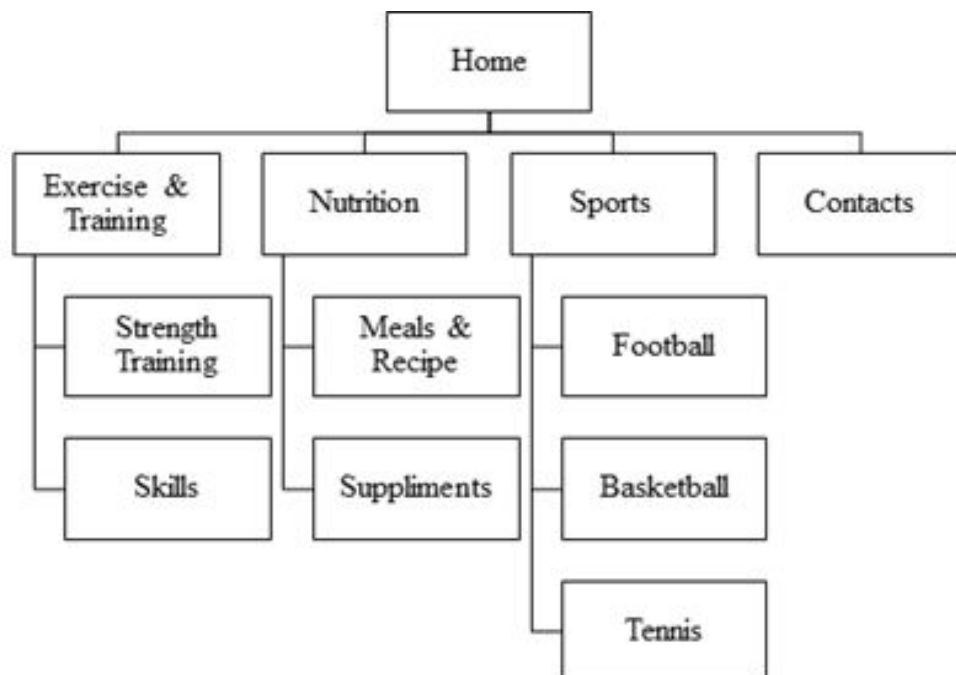 Home
Exercise &
Training
Nutrition
Sports
Contacts
Strength
Training
Meals &
Recipe
Football
Skills
Suppliments
Basketball
Tennis